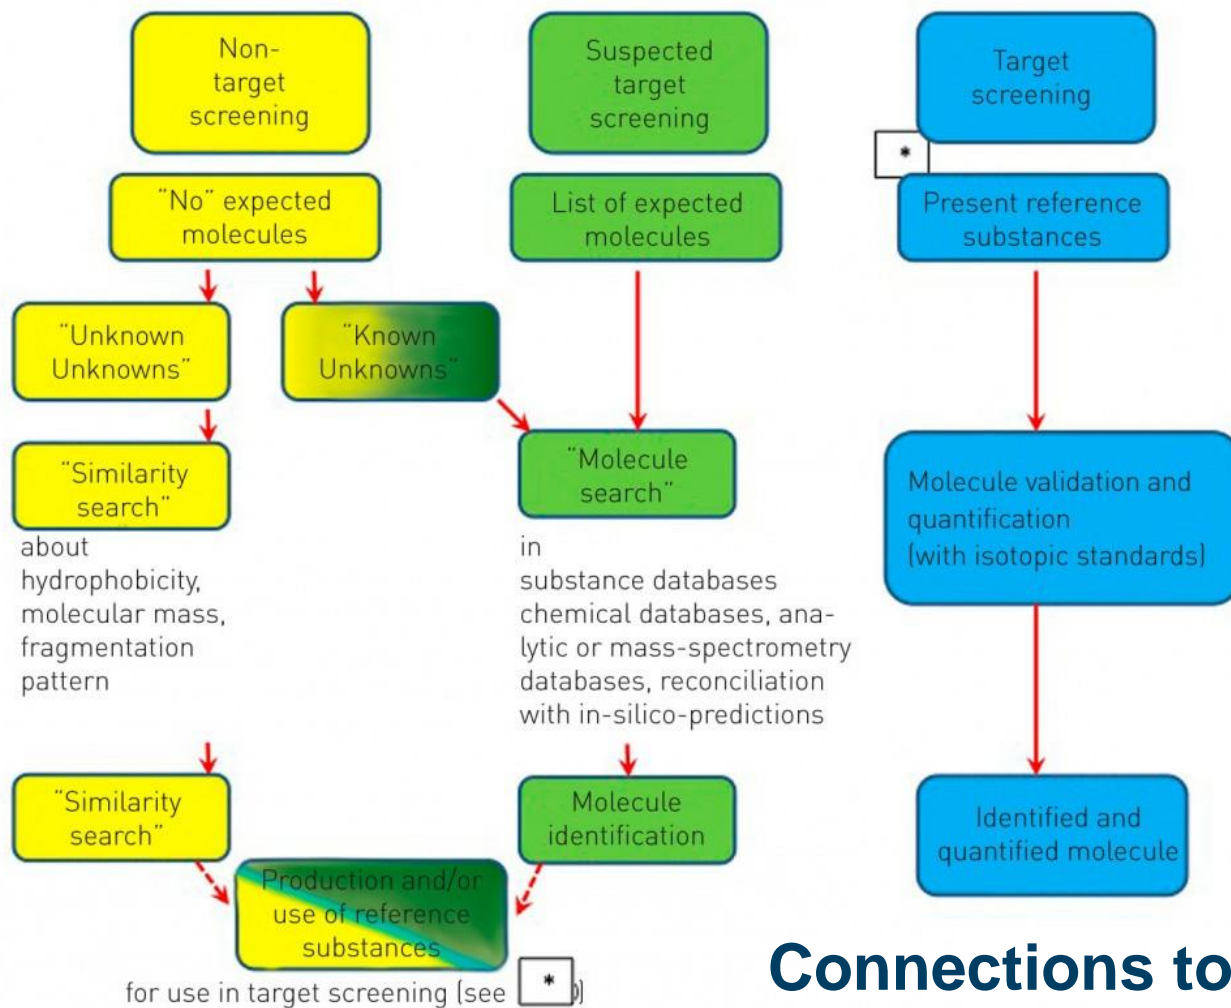 Non-
target
screening
Suspected
target
screening
Target
screening
*
"No" expected
molecules
List of expected
molecules
Present reference
substances
"Unknown
Unknowns"
"Known
Unknowns"
"Similarity
search"
about
hydrophobicity,
molecular mass,
fragmentation
pattern
"Molecule
search"
in
substance databases
chemical databases, ana-
lytic or mass-spectrometry
databases, reconciliation
with in-silico-predictions
Molecule validation and
quantification
(with isotopic standards)
"Similarity
search"
Molecule
identification
Identified and
quantified molecule
Production and/or
use of reference
substances
for use in target screening (see * )
Connections to